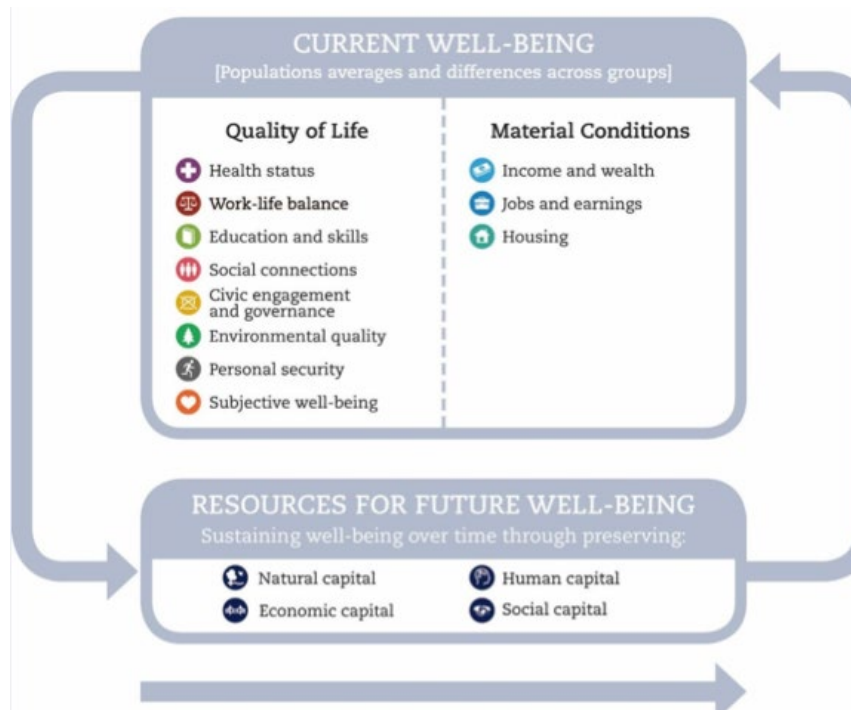 CURRENT WELL-BEING
[Populations averages and differences across groups]
Quality of Life
Health status
Work-life balance
Education and skills
Social connections
Civic engagement
and governance
Environmental quality
Personal security
Subjective well-being
Material Conditions
Income and wealth
Jobs and earnings
Housing
RESOURCES FOR FUTURE WELL-BEING
Sustaining well-being over time through preserving:
Natural capital
Economic capital
Human capital
Social capital